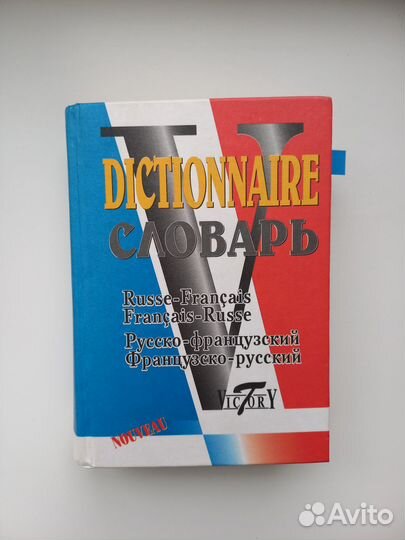 DICTIONNAIRE
СЛОВАРЬ
Russe-Français
Français-Russe
Русско-французский
Французско-русский
VICTORY
NOUVEAU
Avito